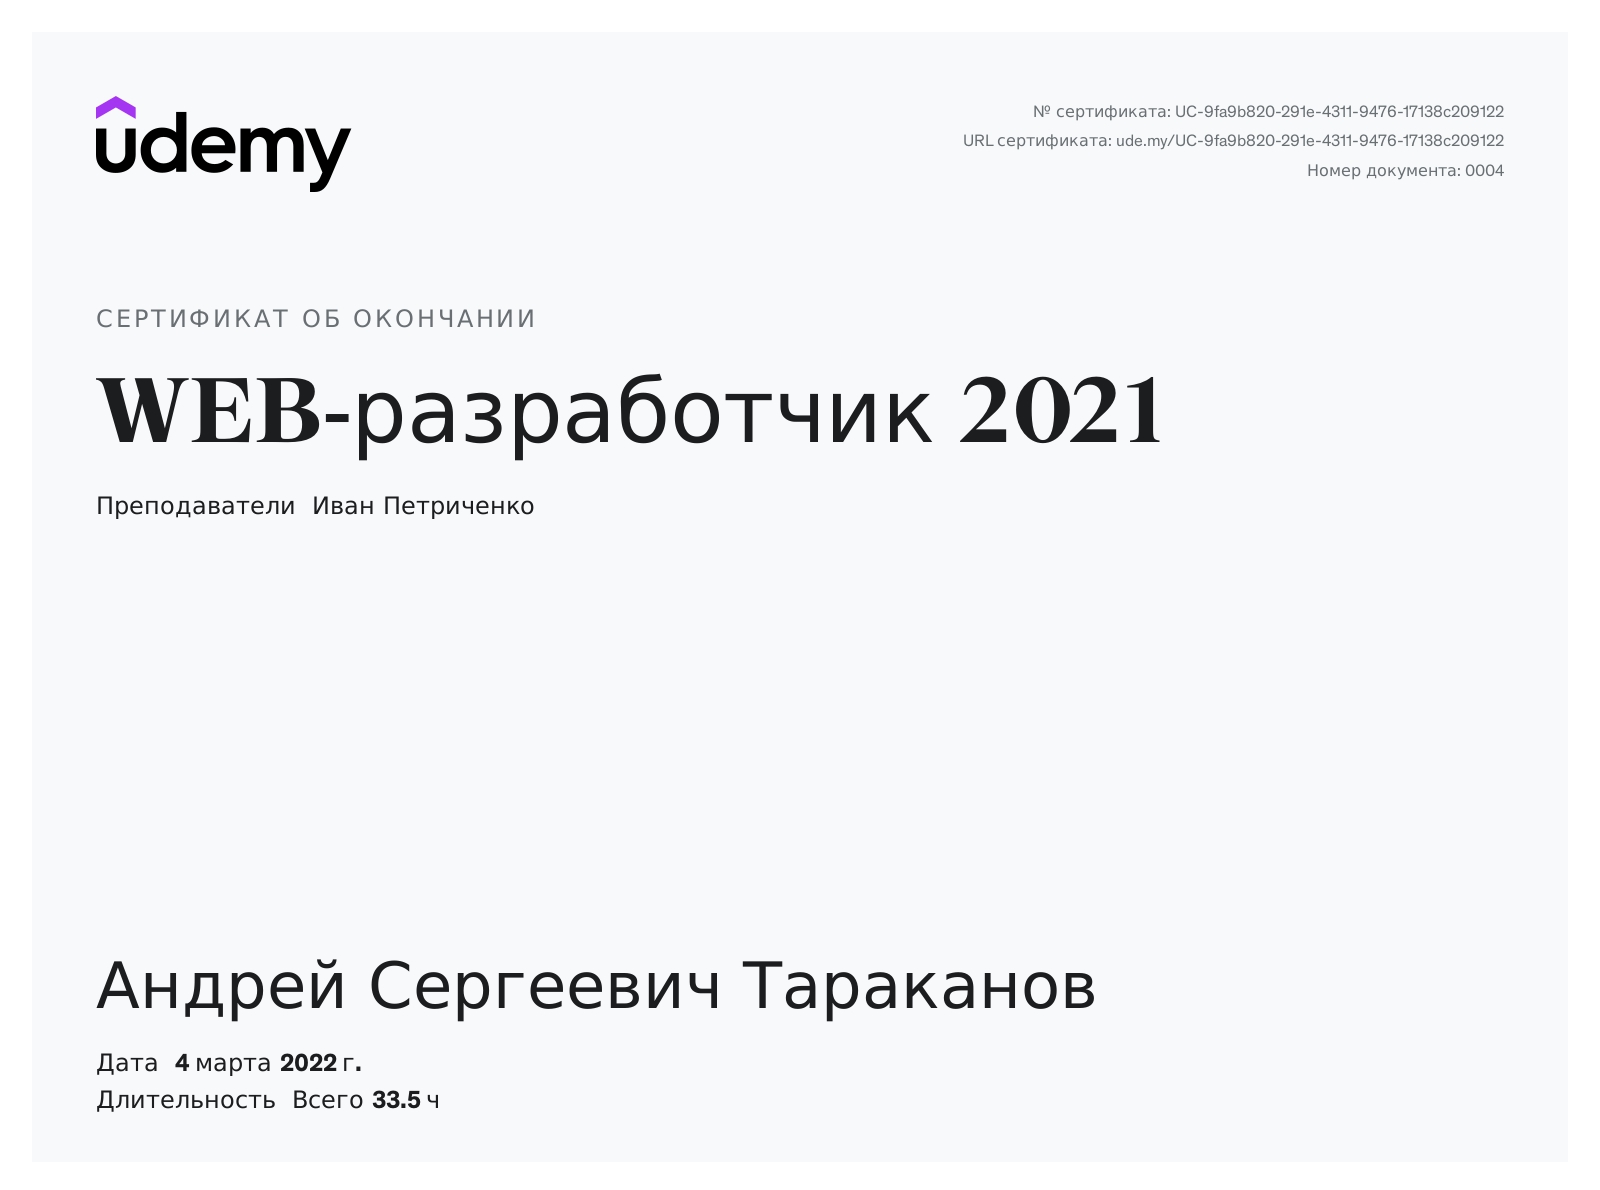 udemy
№ сертификата: UC-9fa9b820-291e-4311-9476-17138c209122
URL сертификата: ude.my/UC-9fa9b820-291e-4311-9476-17138c209122
Номер документа: 0004
СЕРТИФИКАТ ОБ ОКОНЧАНИИ
WEB-разработчик 2021
Преподаватели Иван Петриченко
Андрей Сергеевич Тараканов
Дата 4 марта 2022 г.
Длительность Всего 33.5 ч